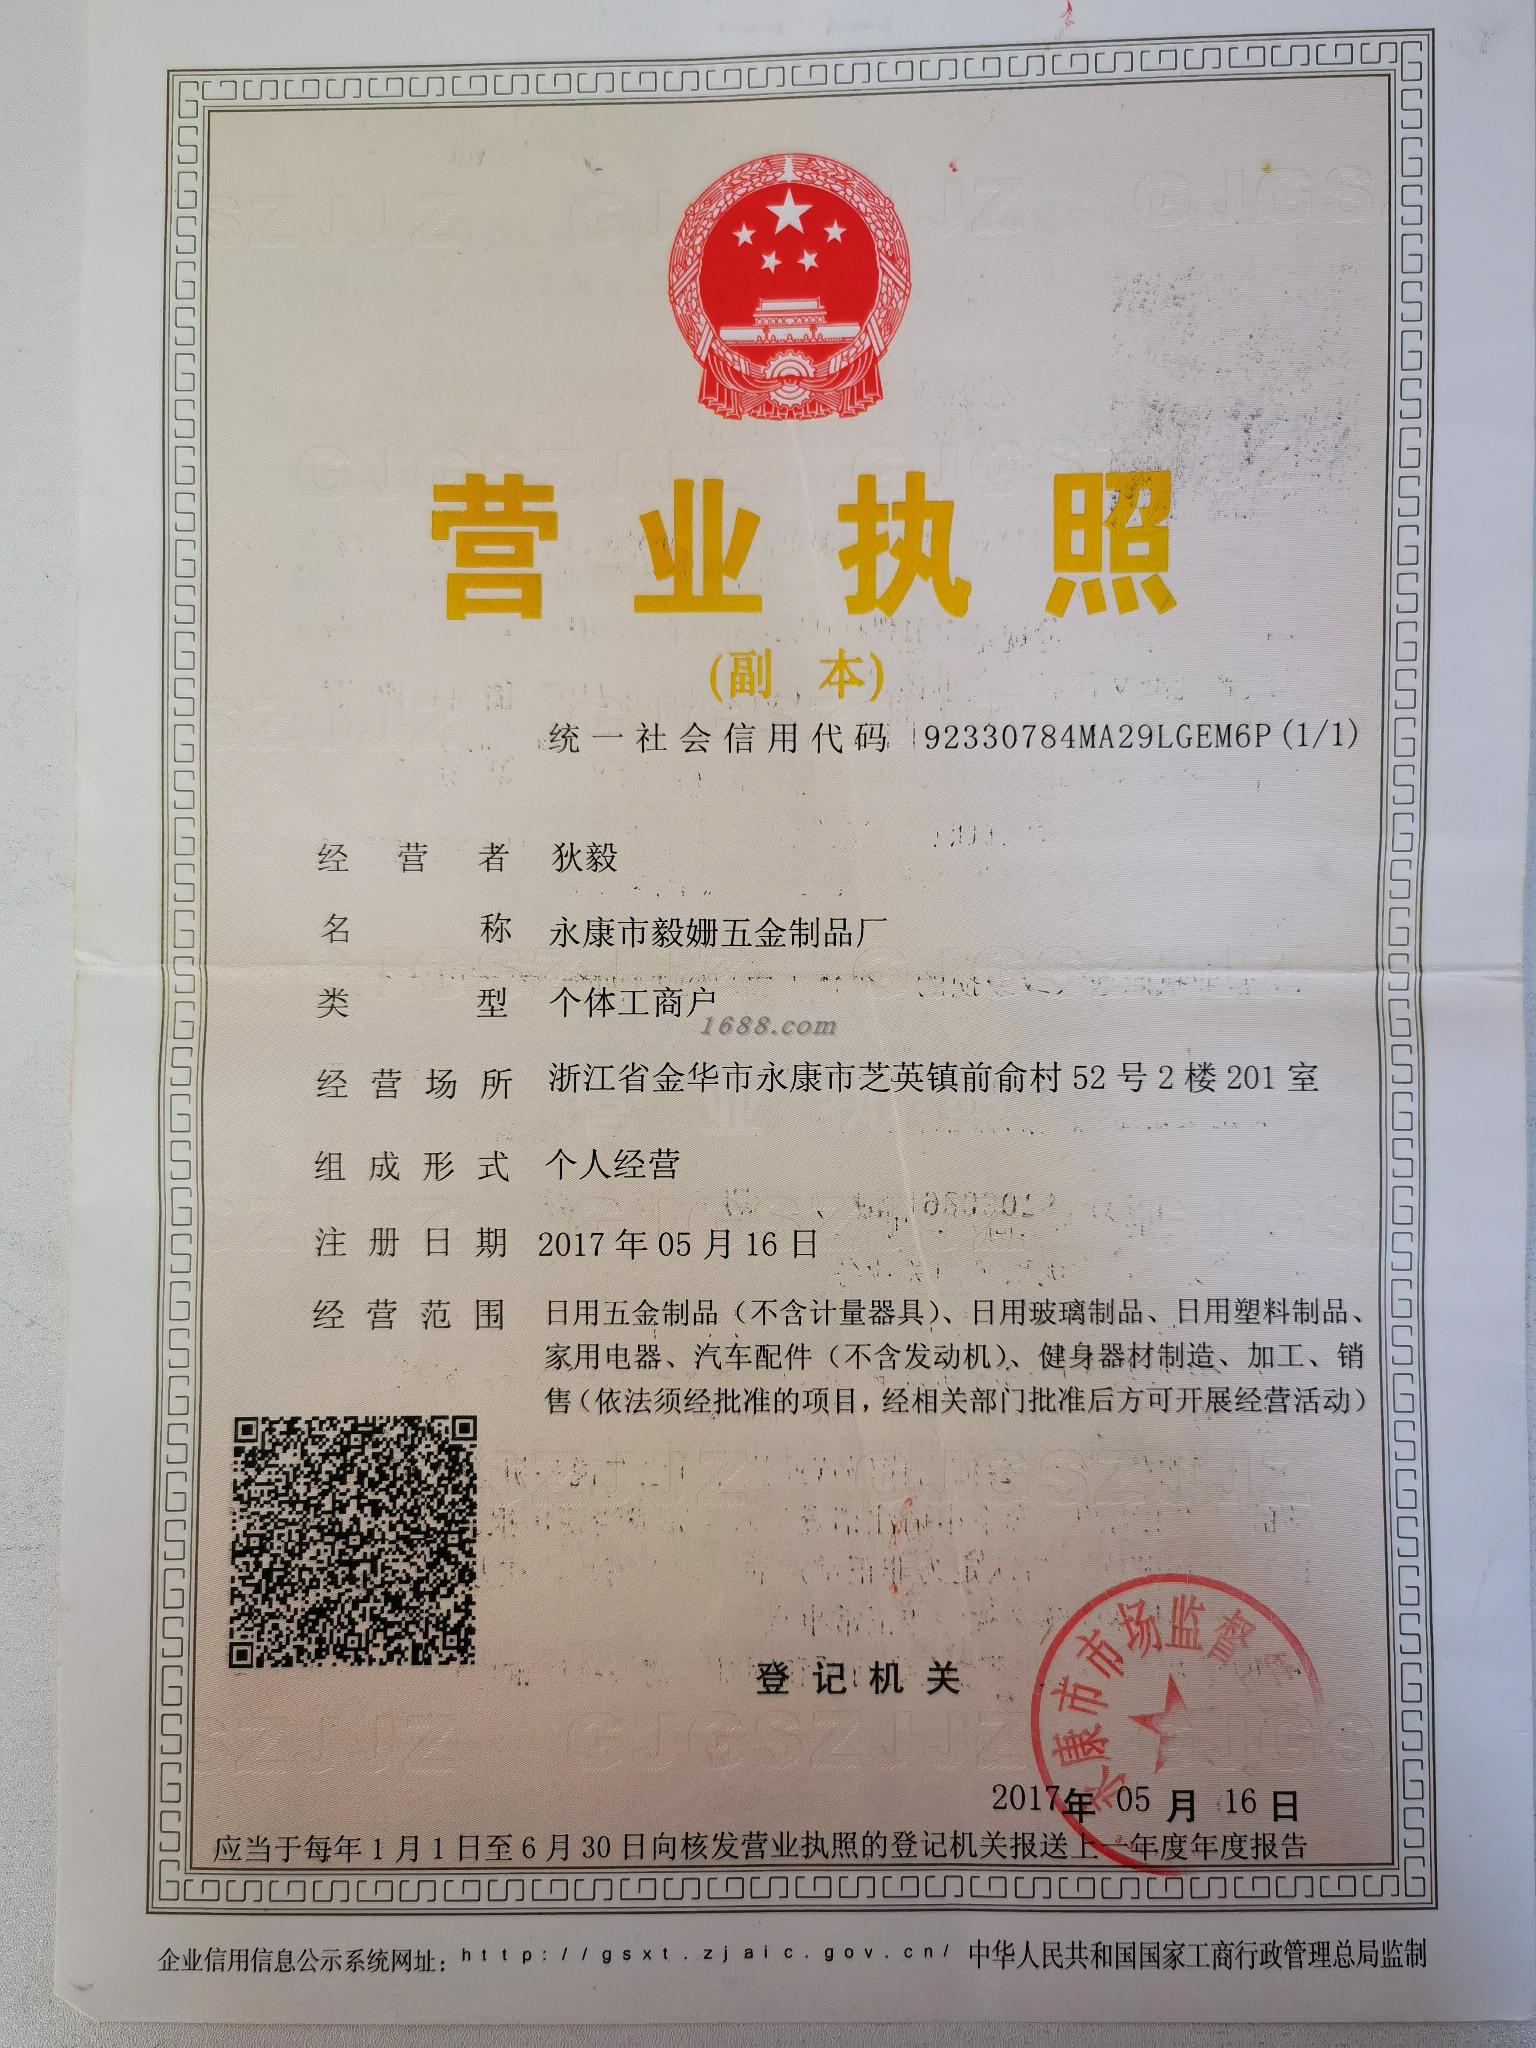 营业执照
(副 本)
统一社会信用代码 92330784MA29LGEM6P(1/1)
经营者 狄毅
名称 永康市毅姗五金制品厂
类型 个体工商户
1688.com
经营场所 浙江省金华市永康市芝英镇前俞村52号2楼201室
组成形式 个人经营
注册日期 2017年05月16日
经营范围 日用五金制品（不含计量器具）、日用玻璃制品、日用塑料制品、
家用电器、汽车配件（不含发动机）、健身器材制造、加工、销
售（依法须经批准的项目，经相关部门批准后方可开展经营活动）
登记机关
永康市市场监督
2017年05月16日
应当于每年1月1日至6月30日向核发营业执照的登记机关报送上一年度年度报告
企业信用信息公示系统网址：http://gsxt.zjaic.gov.cn/ 中华人民共和国国家工商行政管理总局监制